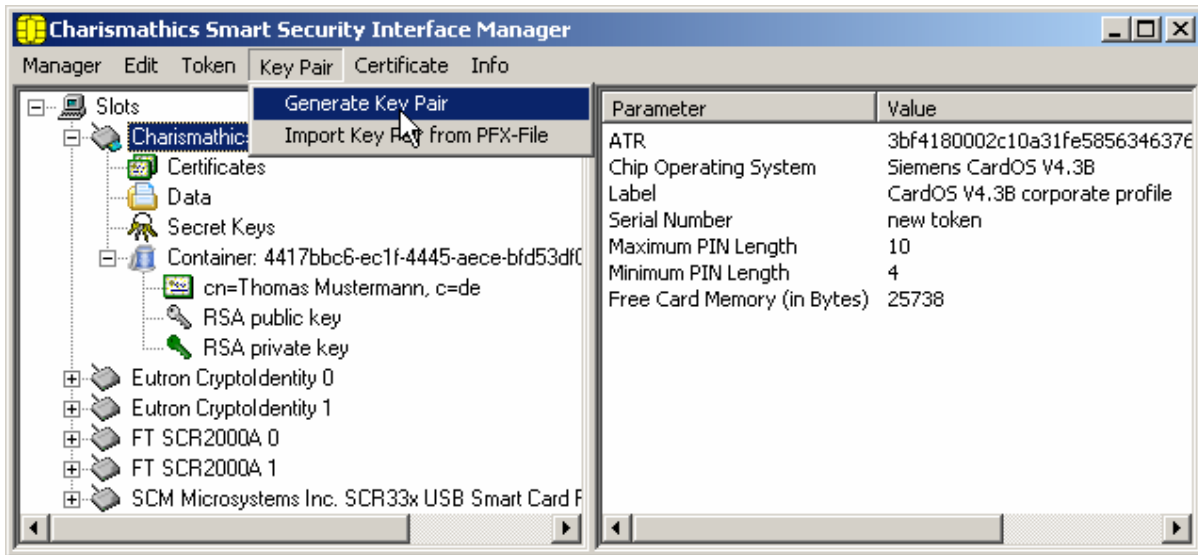 Charismathics Smart Security Interface Manager
Manager Edit Token Key Pair Certificate Info
Generate Key Pair
Import Key from PFX-File
Slots
Charismathics
Certificates
Data
Secret Keys
Container: 4417bbc6-ec1f-4445-aece-bfd53df0
cn=Thomas Mustermann, c=de
RSA public key
RSA private key
Eutron CryptoIdentity 0
Eutron CryptoIdentity 1
FT SCR2000A 0
FT SCR2000A 1
SCM Microsystems Inc. SCR33x USB Smart Card
Parameter Value
ATR 3bf4180002c10a31fe5856346376
Chip Operating System Siemens CardOS V4.3B
Label CardOS V4.3B corporate profile
Serial Number new token
Maximum PIN Length 10
Minimum PIN Length 4
Free Card Memory (in Bytes) 25738